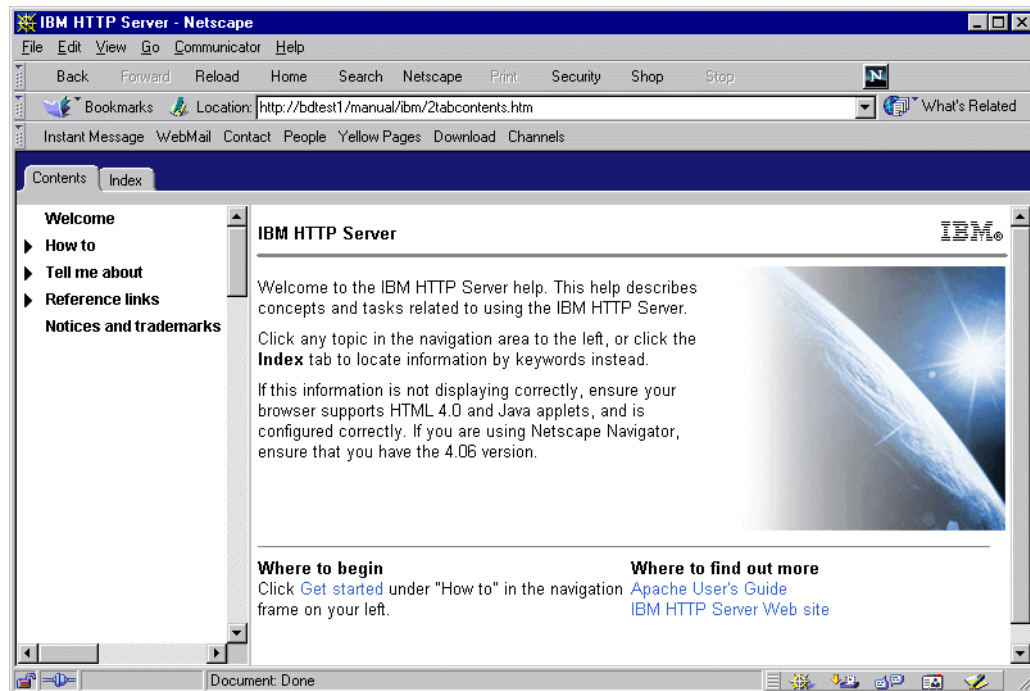 IBM HTTP Server - Netscape
File Edit View Go Communicator Help
Back Forward Reload Home Search Netscape Print Security Shop Stop N
Bookmarks Location: http://bdtest1/manual/ibm/2tabcontents.htm What's Related
Instant Message WebMail Contact People Yellow Pages Download Channels
Contents Index
Welcome
How to
Tell me about
Reference links
Notices and trademarks
IBM HTTP Server
IBM®
Welcome to the IBM HTTP Server help. This help describes
concepts and tasks related to using the IBM HTTP Server.
Click any topic in the navigation area to the left, or click the
Index tab to locate information by keywords instead.
If this information is not displaying correctly, ensure your
browser supports HTML 4.0 and Java applets, and is
configured correctly. If you are using Netscape Navigator,
ensure that you have the 4.06 version.
Where to begin
Click Get started under "How to" in the navigation
frame on your left.
Where to find out more
Apache User's Guide
IBM HTTP Server Web site
Document: Done